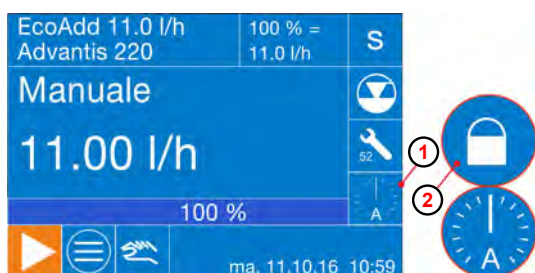 EcoAdd 11.0 l/h
Advantis 220
100 % =
11.0 l/h
S
Manuale
11.00 l/h
52
A
100 %
ma. 11.10.16 10:59
1
2
A